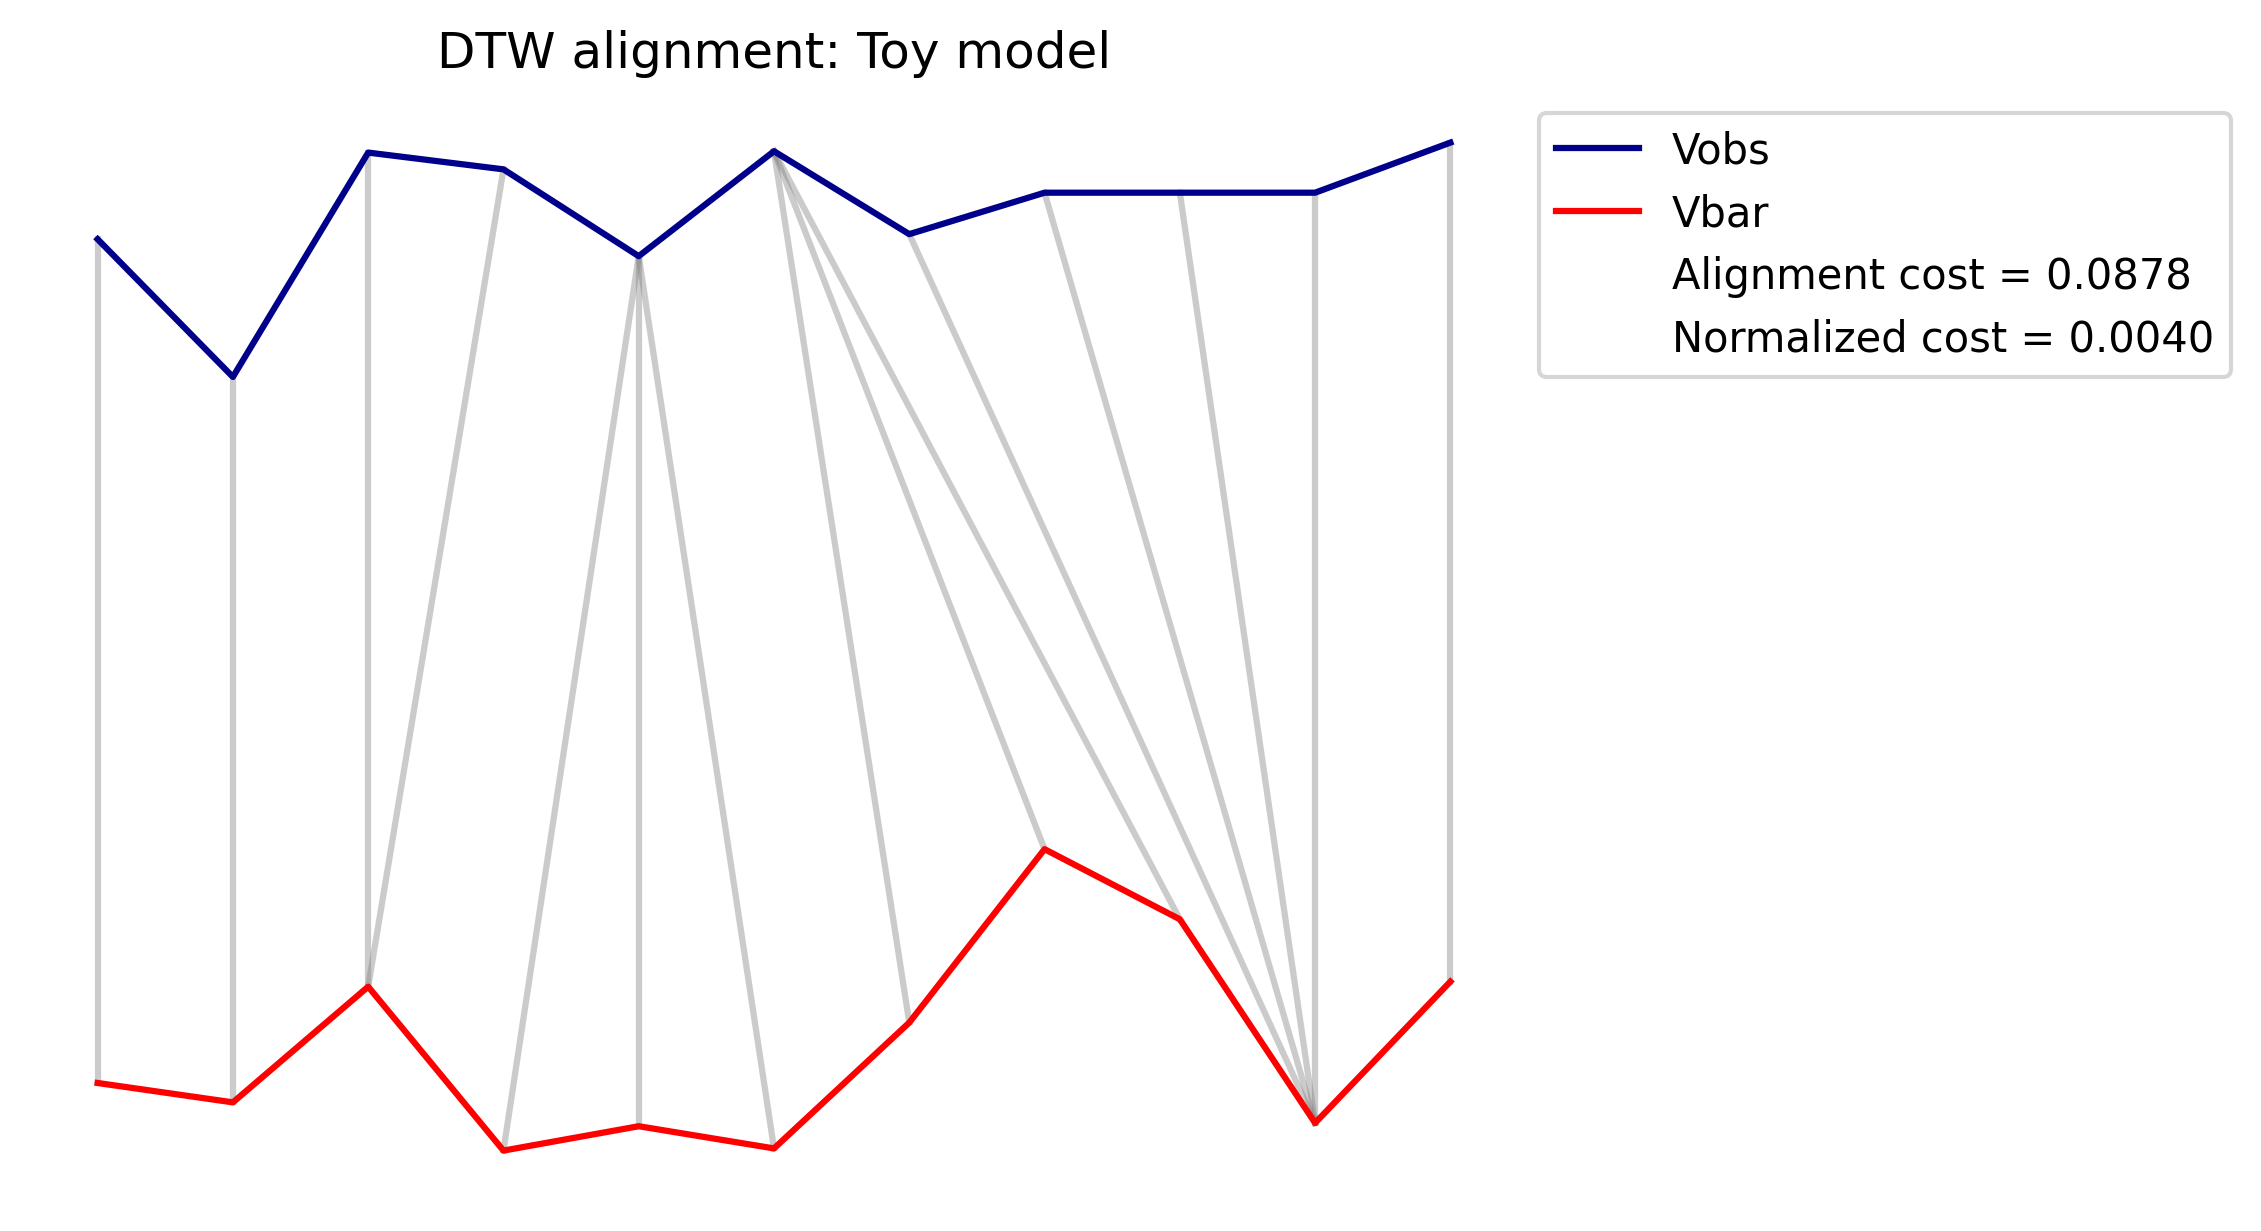 DTW alignment: Toy model
Vobs
Vbar
Alignment cost = 0.0878
Normalized cost = 0.0040